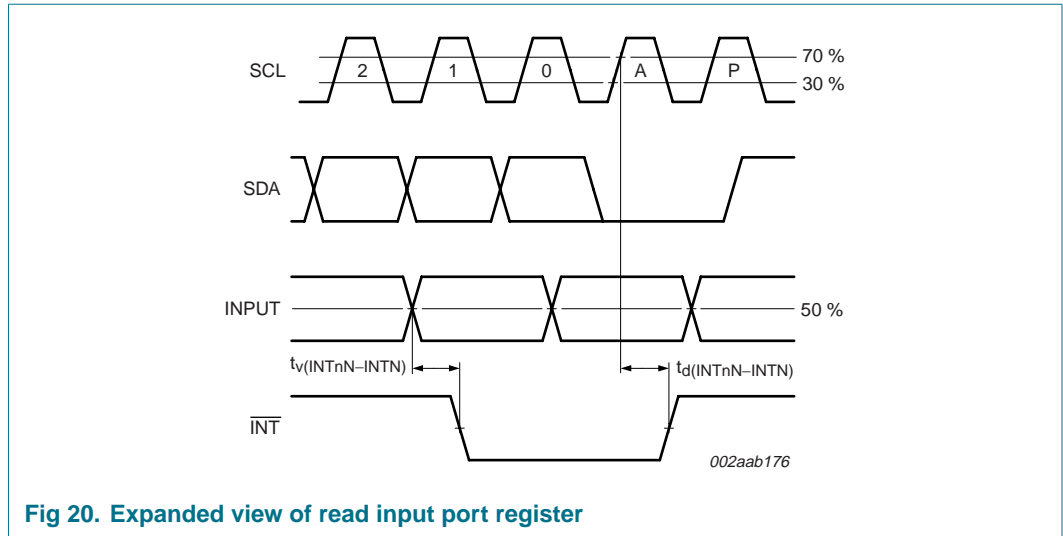 SCL
2 1 0 A P
70 %
30 %
SDA
INPUT
50 %
tv(INTnN–INTN)
td(INTnN–INTN)
INT
002aab176
Fig 20. Expanded view of read input port register